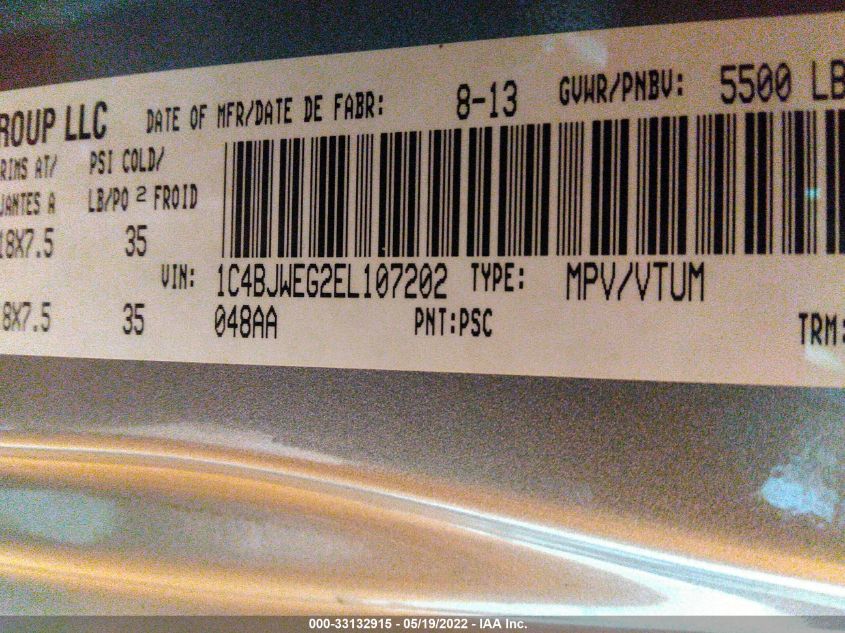 ROUP LLC DATE OF MFR/DATE DE FABR: 8-13 GVWR/PNBV: 5500 LB
RIMS AT/ PSI COLD/
JANTES A LB/PO 2 FROID
18X7.5 35
VIN: 1C4BJWEG2EL107202 TYPE: MPV/VTUM
8X7.5 35 048AA PNT:PSC TRM:
000-33132915 - 05/19/2022 - IAA Inc.